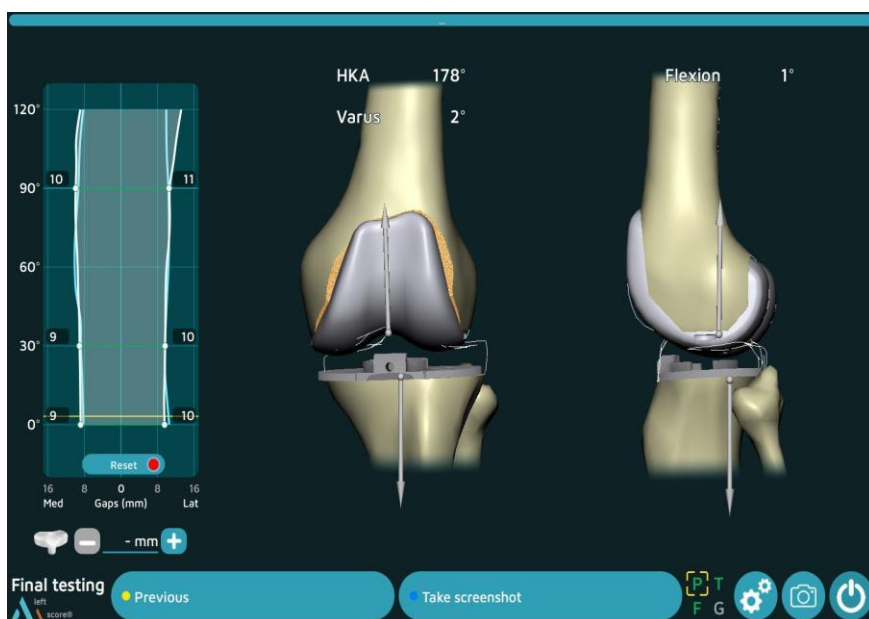 HKA 178°
Varus 2°
Flexion 1°
120°
10 11
90°
60°
9 10
30°
9 10
0°
Reset
16 8 0 8 16
Med Gaps (mm) Lat
- mm
Final testing
left
score®
Previous
Take screenshot
P T
F G